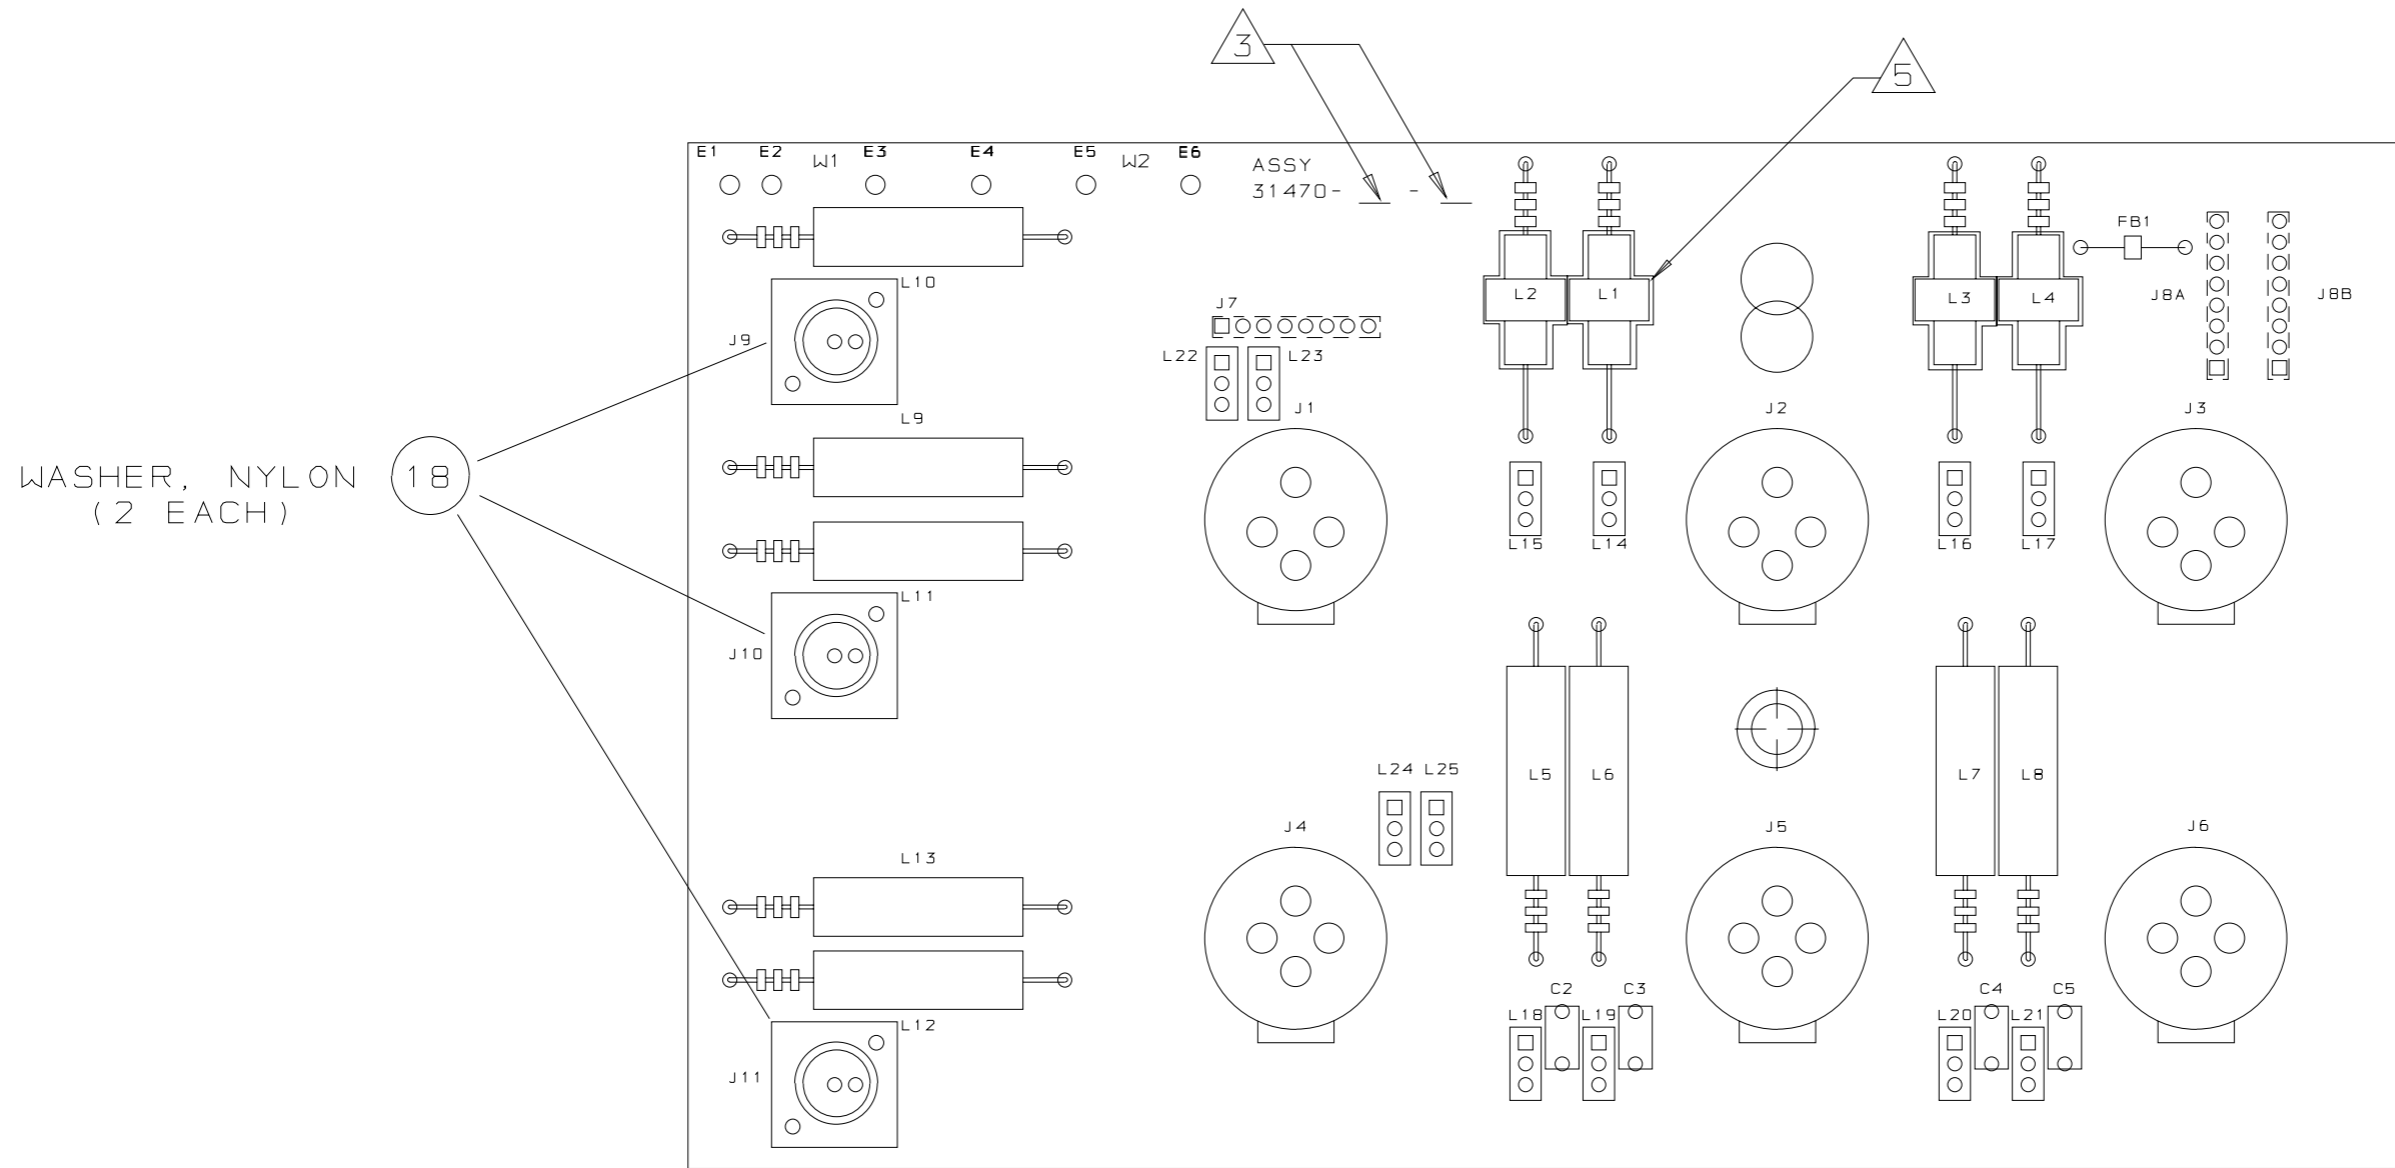 3
5
E1 E2 W1 E3 E4 E5 W2 E6
ASSY
31470- -
FB1
L10
L2 L1 L3 L4 J8A J8B
J7
J9
L22 L23
J1 J2 J3
L9
WASHER, NYLON 18
(2 EACH)
L15 L14 L16 L17
L11
J10
L24 L25
L5 L6 L7 L8
J4 J5 J6
L13
C2 C3 C4 C5
L18 L19 L20 L21
L12
J11